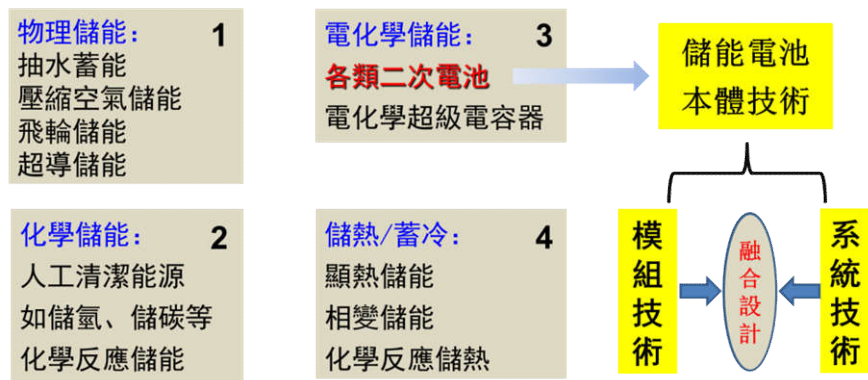 物理儲能： 1
抽水蓄能
壓縮空氣儲能
飛輪儲能
超導儲能
化學儲能： 2
人工清潔能源
如儲氫、儲碳等
化學反應儲能
電化學儲能： 3
各類二次電池
電化學超級電容器
儲熱/蓄冷： 4
顯熱儲能
相變儲能
化學反應儲熱
儲能電池
本體技術
模組技術
融合設計
系統技術